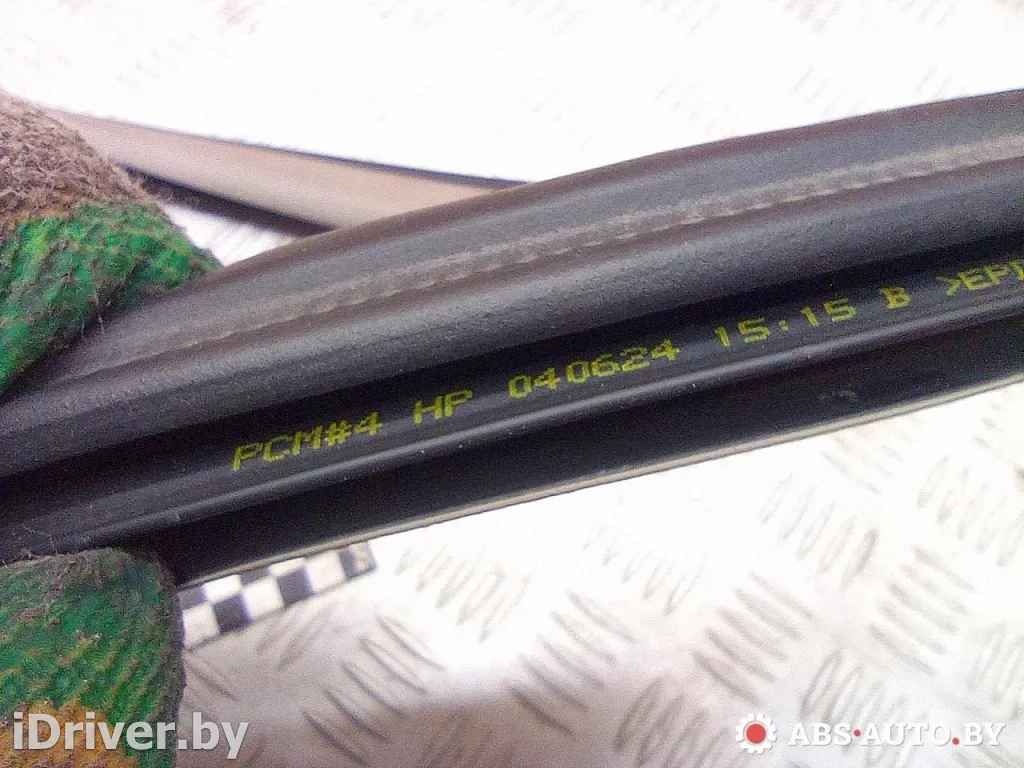 PCM#4 HP 040624 15:15 B
iDriver.by
ABS-AUTO.BY